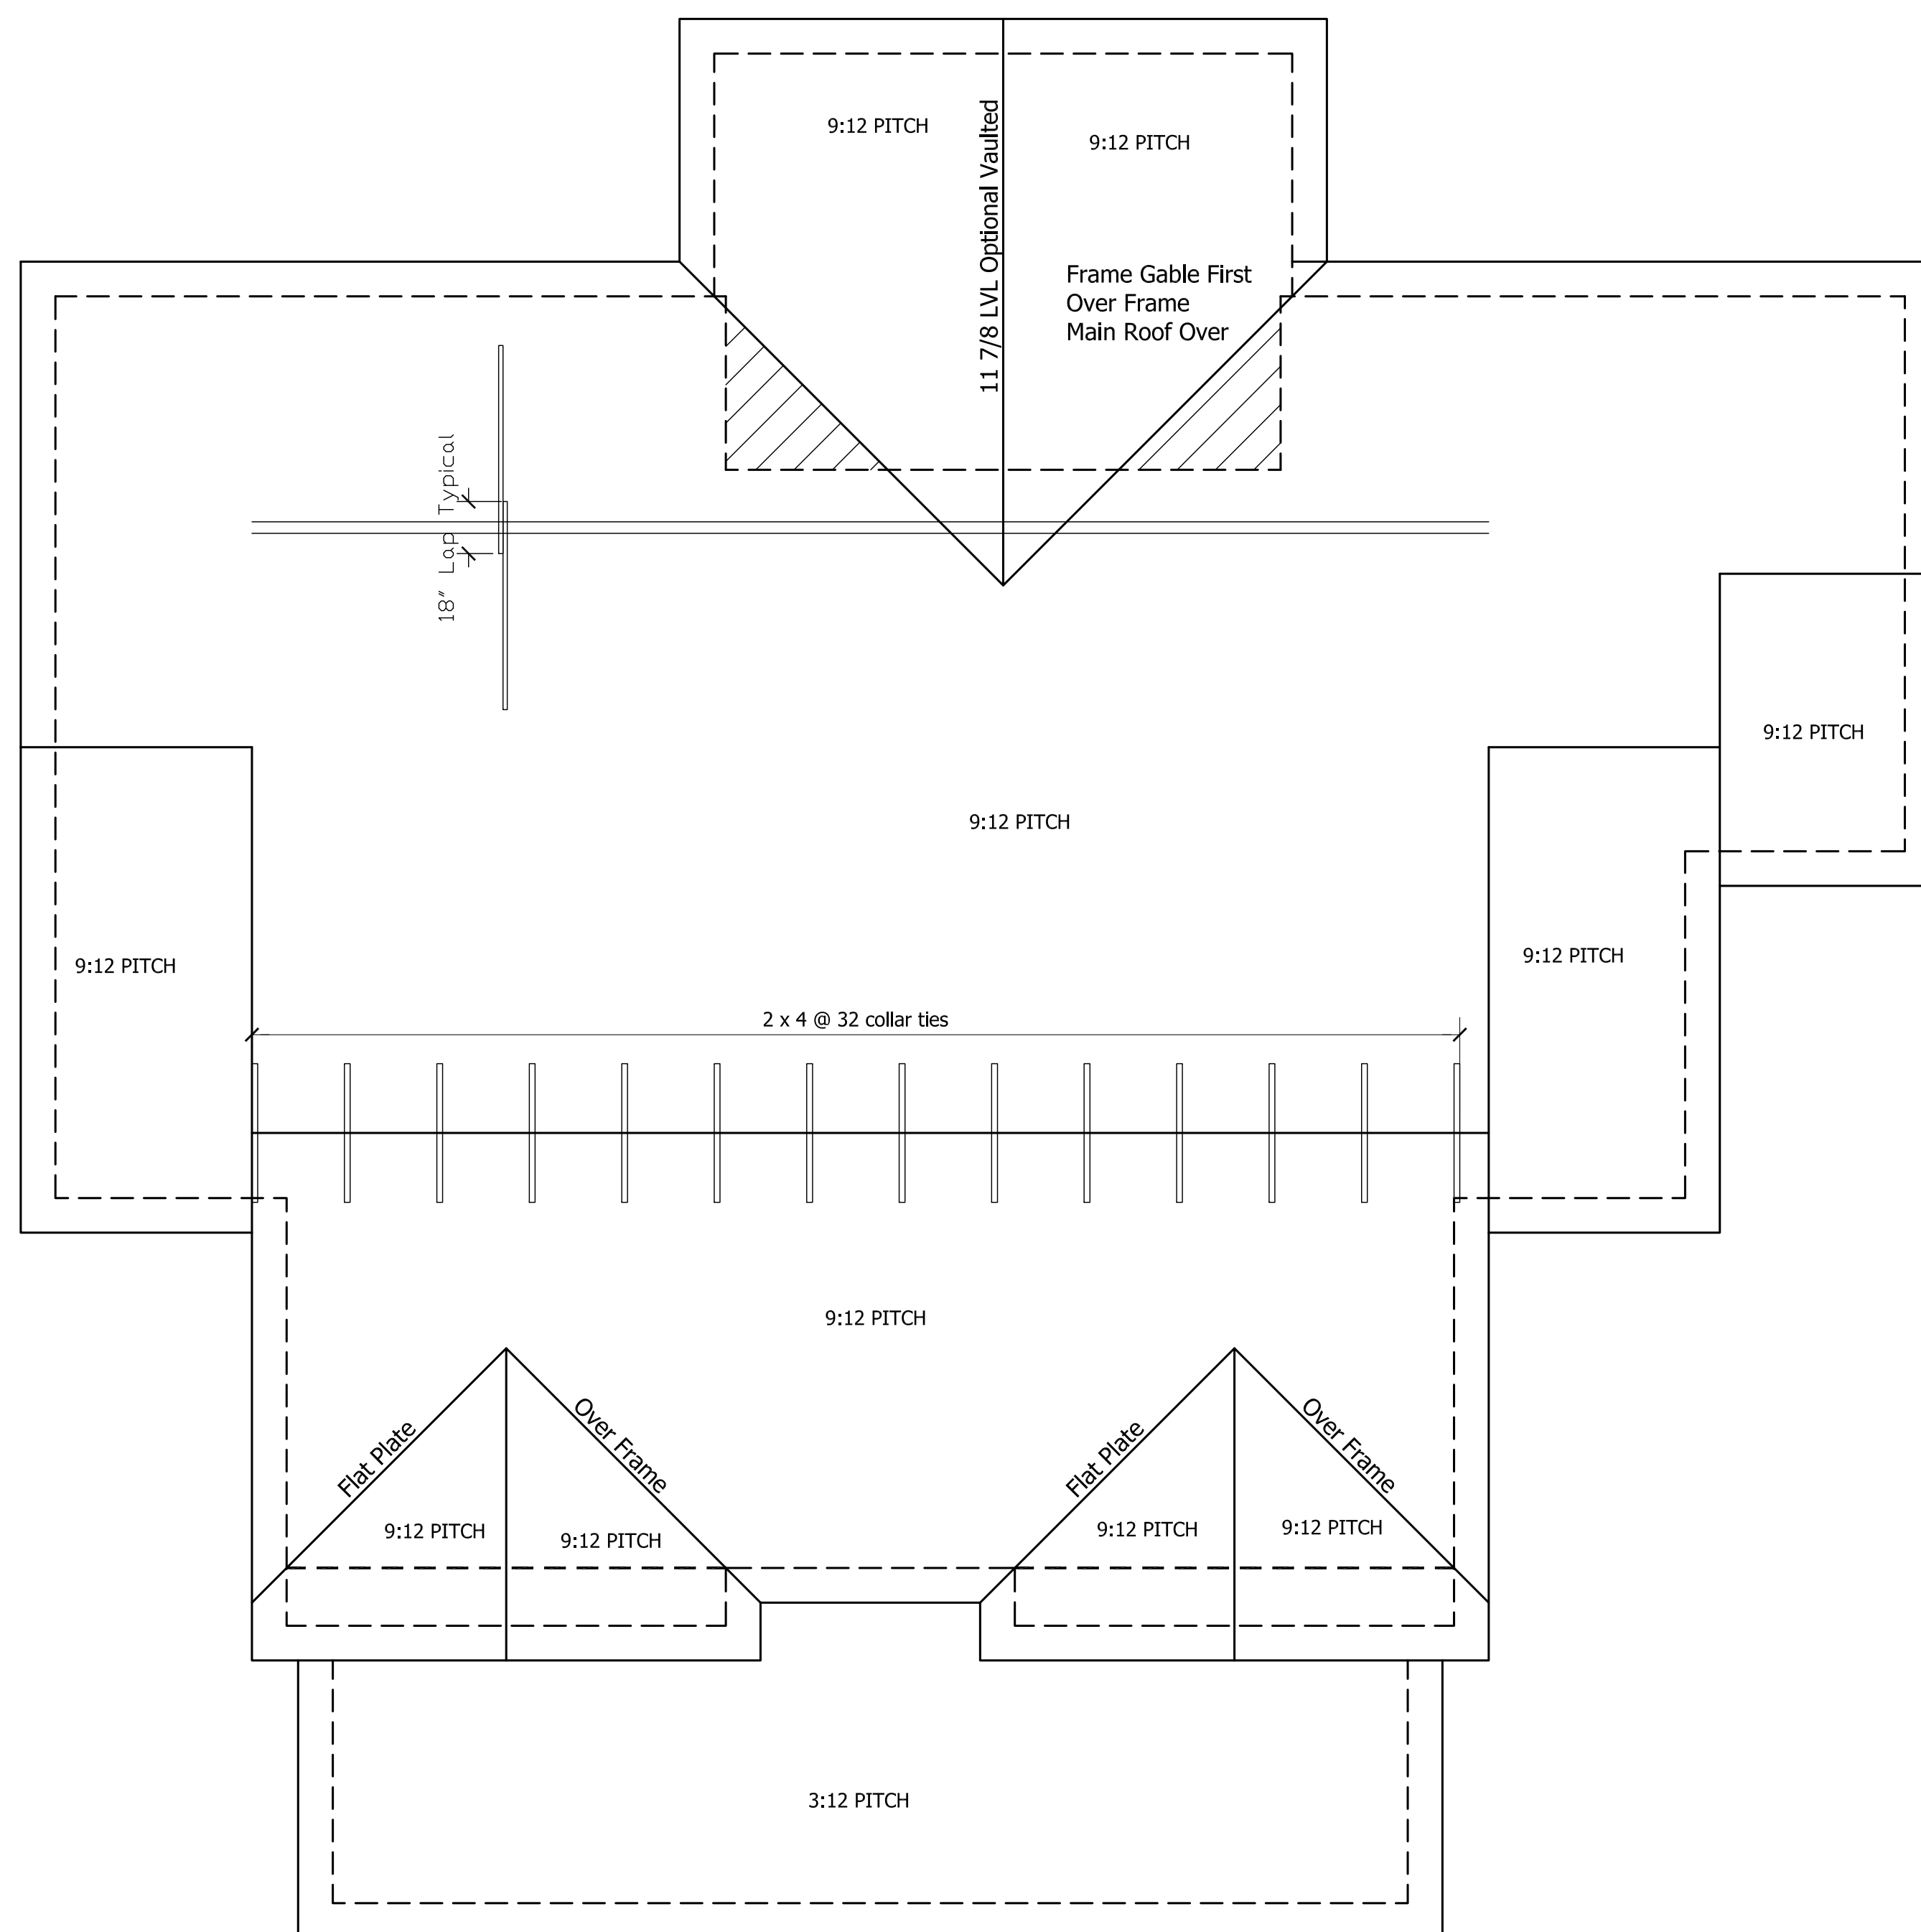 9:12 PITCH
9:12 PITCH
11 7/8 LVL Optional Vaulted
Frame Gable First
Over Frame
Main Roof Over
18" Lap Typical
9:12 PITCH
9:12 PITCH
9:12 PITCH
9:12 PITCH
2 x 4 @ 32 collar ties
9:12 PITCH
Flat Plate
Over Frame
Flat Plate
Over Frame
9:12 PITCH
9:12 PITCH
9:12 PITCH
9:12 PITCH
3:12 PITCH